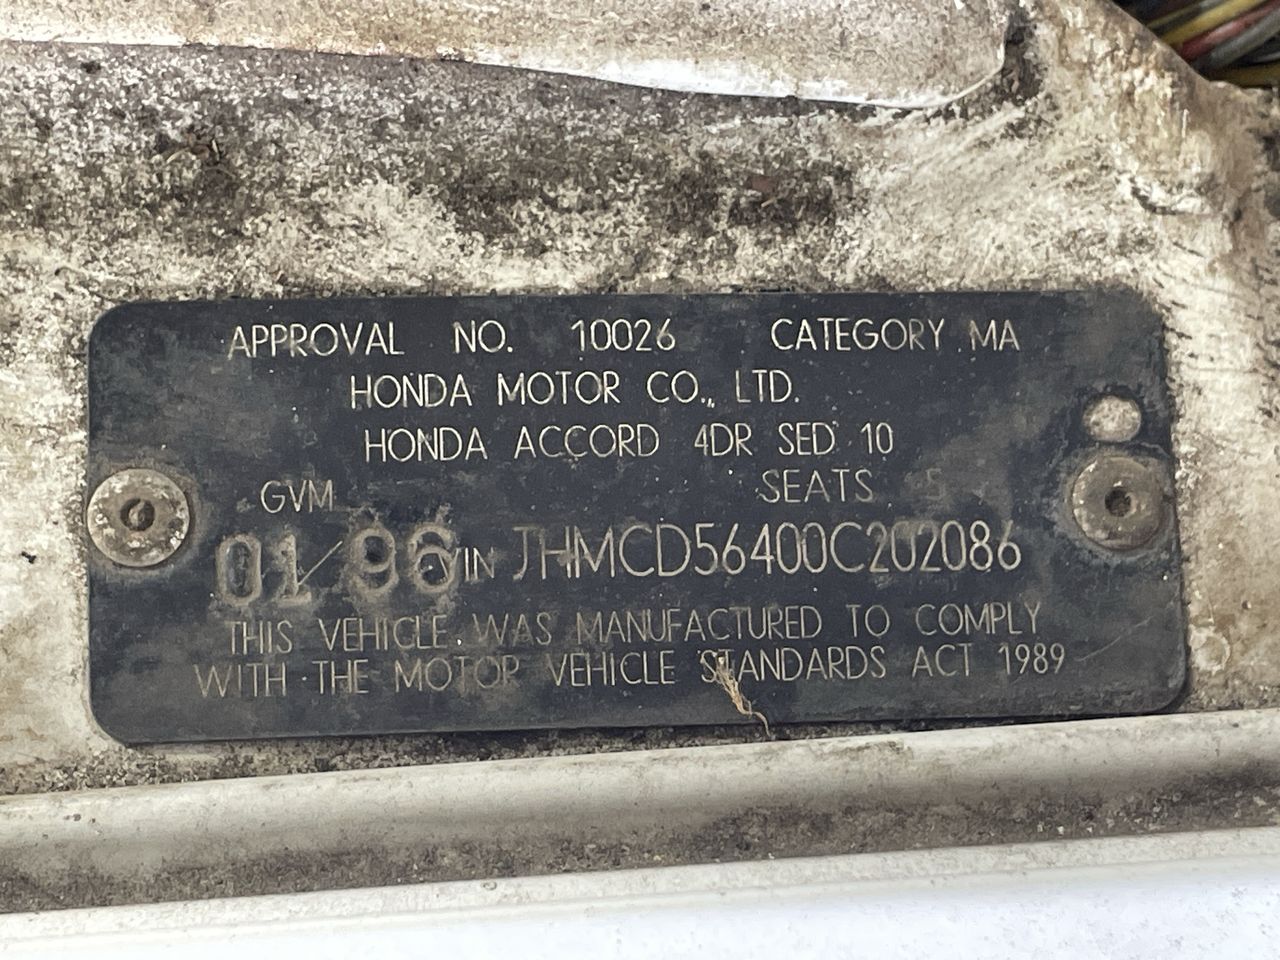 APPROVAL NO. 10026 CATEGORY MA
HONDA MOTOR CO., LTD.
HONDA ACCORD 4DR SED 10
GVM SEATS 5
01/96 VIN JHMCD56400C202086
THIS VEHICLE WAS MANUFACTURED TO COMPLY
WITH THE MOTOR VEHICLE STANDARDS ACT 1989